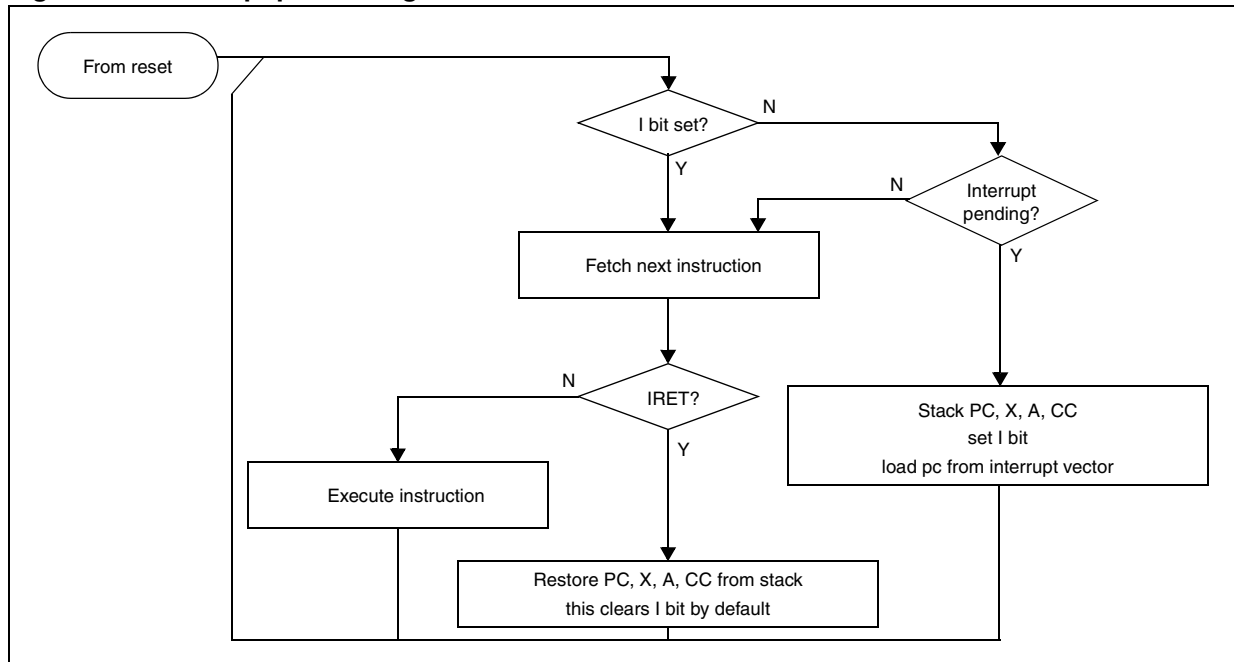 From reset
I bit set?
N
Y
Interrupt
pending?
N
Y
Fetch next instruction
IRET?
N
Y
Stack PC, X, A, CC
set I bit
load pc from interrupt vector
Execute instruction
Restore PC, X, A, CC from stack
this clears I bit by default